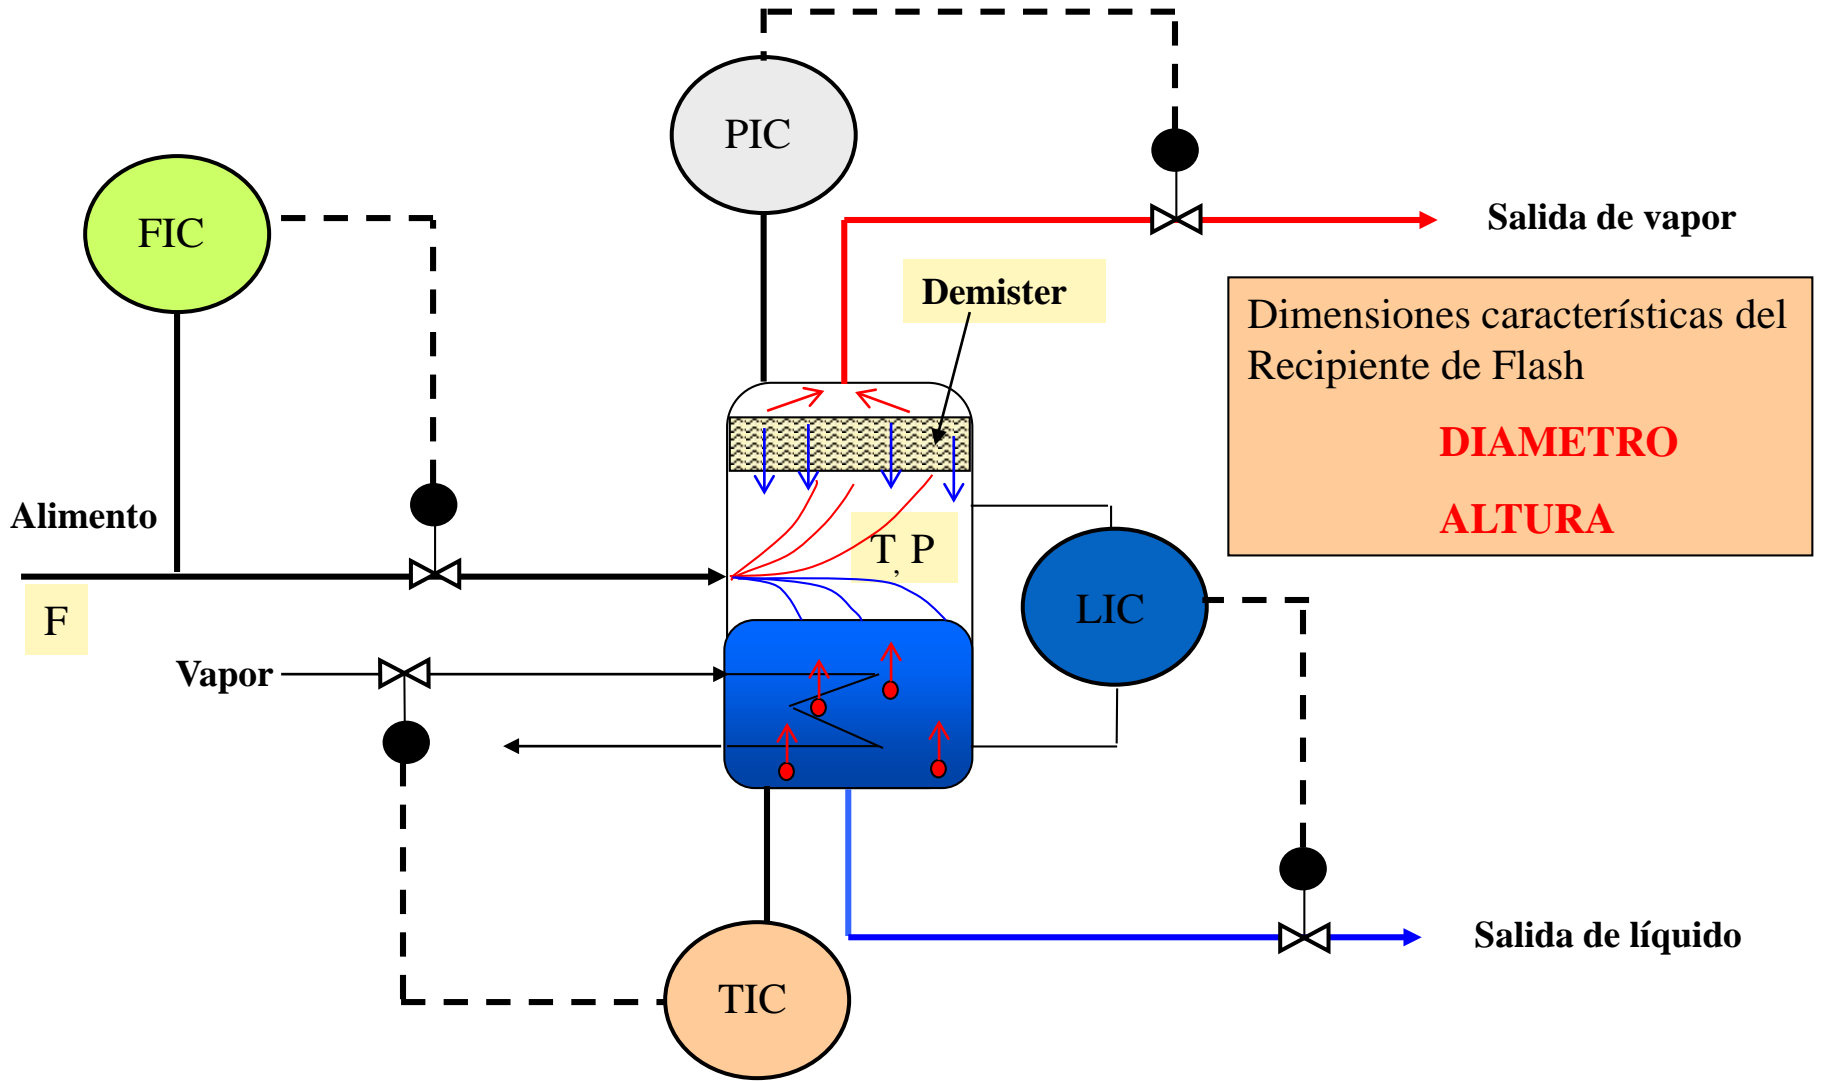 PIC
FIC
Salida de vapor
Demister
Dimensiones características del
Recipiente de Flash
DIAMETRO
ALTURA
Alimento
T, P
F
LIC
Vapor
Salida de líquido
TIC